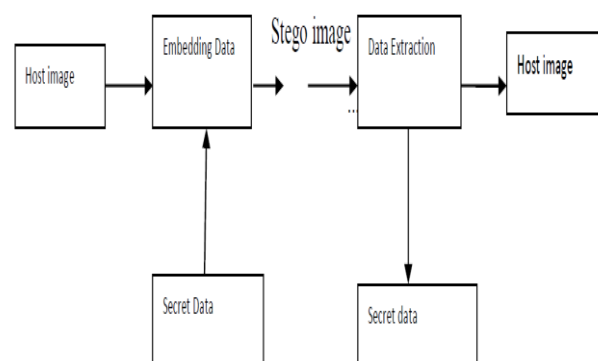 Host image
Embedding Data
Stego image
Data Extraction
Host image
...
Secret Data
Secret data